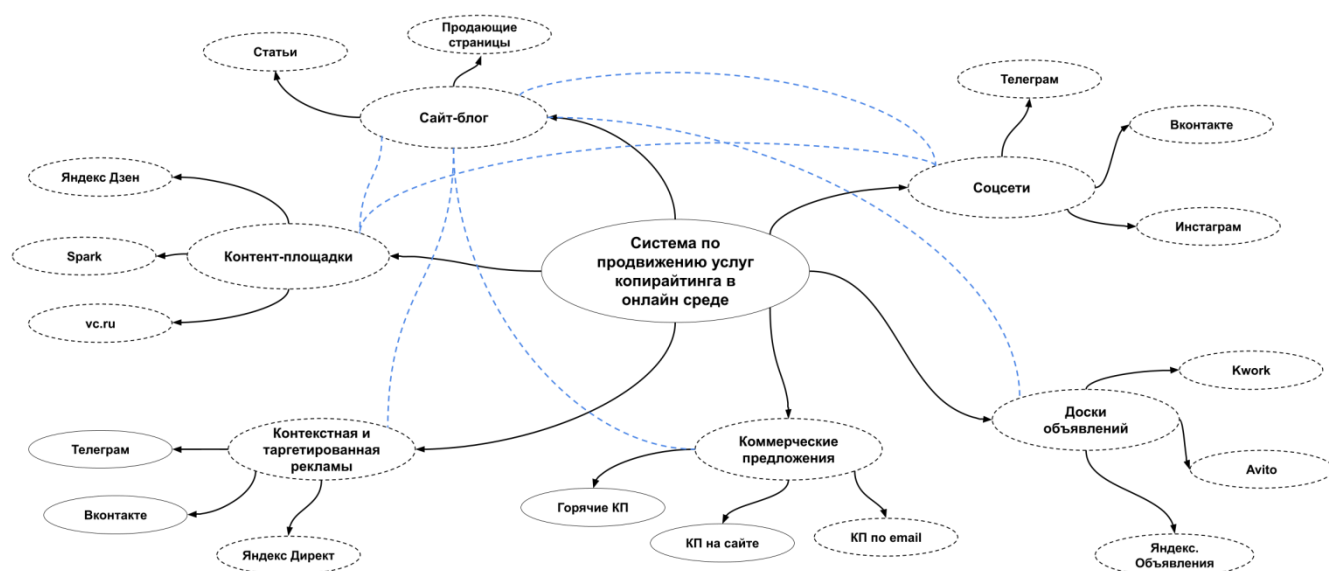 Продающие
страницы
Статьи
Сайт-блог
Телеграм
Вконтакте
Соцсети
Инстаграм
Яндекс Дзен
Spark
Контент-площадки
vc.ru
Система по
продвижению услуг
копирайтинга в
онлайн среде
Kwork
Доски
объявлений
Avito
Яндекс.
Объявления
Контекстная и
таргетированная
рекламы
Телеграм
Вконтакте
Яндекс Директ
Коммерческие
предложения
Горячие КП
КП на сайте
КП по email